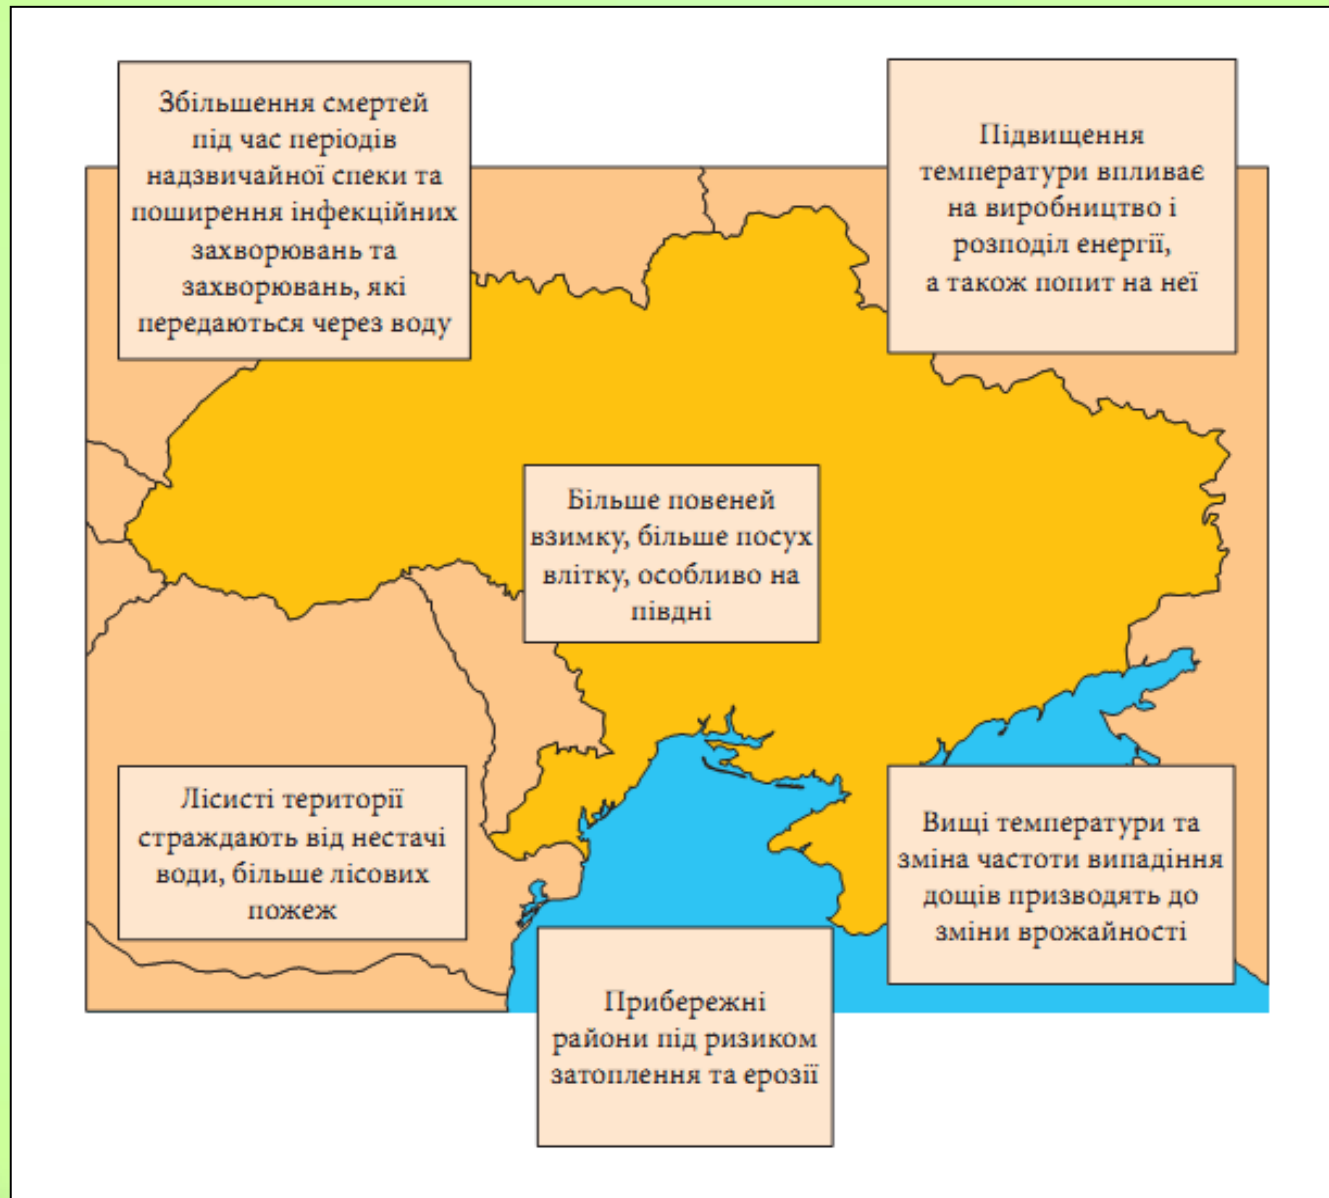 Збільшення смертей
під час періодів
надзвичайної спеки та
поширення інфекційних
захворювань та
захворювань, які
передаються через воду
Підвищення
температури впливає
на виробництво і
розподіл енергії,
а також попит на неї
Більше повеней
взимку, більше посух
влітку, особливо на
півдні
Лісисті території
страждають від нестачі
води, більше лісових
пожеж
Вищі температури та
зміна частоти випадіння
дощів призводять до
зміни врожайності
Прибережні
райони під ризиком
затоплення та ерозії